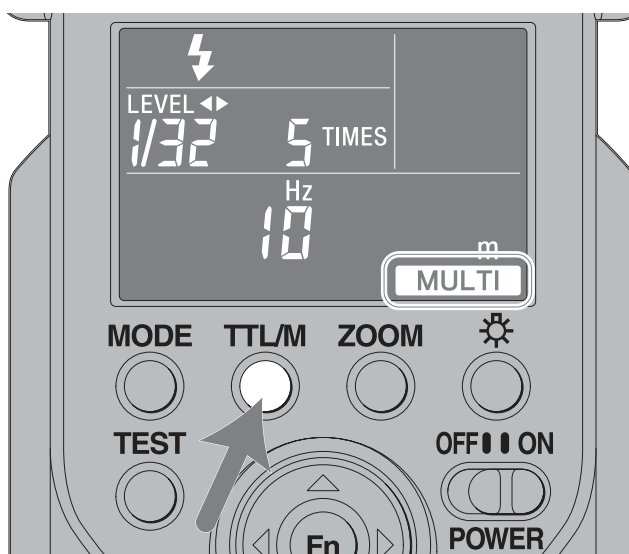 LEVEL
1/32 5 TIMES
Hz
10
m
MULTI
MODE TTL/M ZOOM
TEST OFF ON
Fn POWER